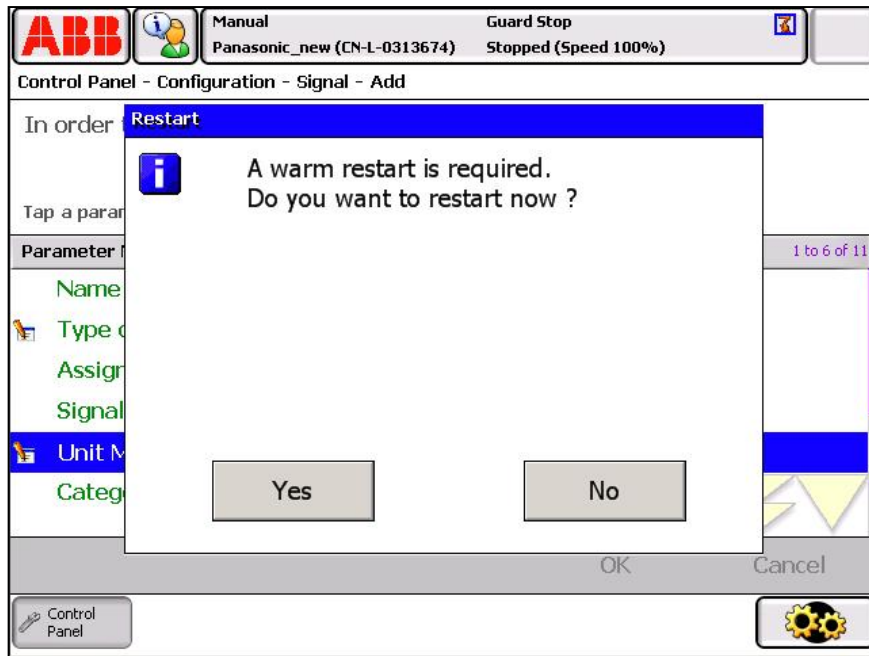 ABB
Manual
Guard Stop
Panasonic_new (CN-L-0313674)
Stopped (Speed 100%)
Control Panel - Configuration - Signal - Add
In order
Restart
A warm restart is required.
Do you want to restart now ?
Tap a parar
Parameter
1 to 6 of 11
Name
Type
Assign
Signal
Unit
Categ
Yes
No
OK
Cancel
Control
Panel